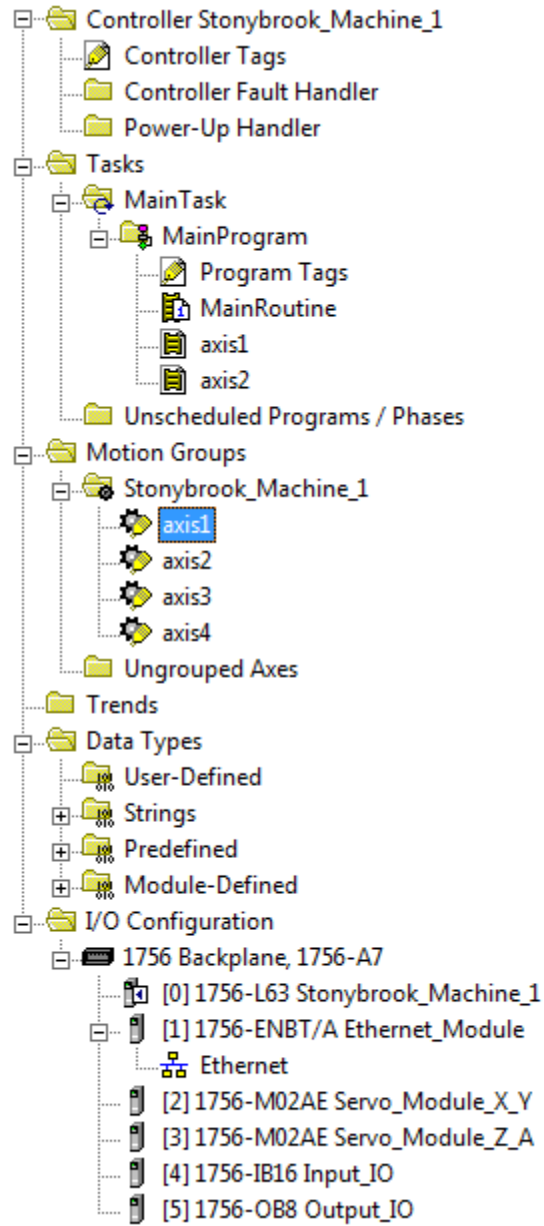 Controller Stonybrook_Machine_1
Controller Tags
Controller Fault Handler
Power-Up Handler
Tasks
MainTask
MainProgram
Program Tags
MainRoutine
axis1
axis2
Unscheduled Programs / Phases
Motion Groups
Stonybrook_Machine_1
axis1
axis2
axis3
axis4
Ungrouped Axes
Trends
Data Types
User-Defined
Strings
Predefined
Module-Defined
I/O Configuration
1756 Backplane, 1756-A7
[0] 1756-L63 Stonybrook_Machine_1
[1] 1756-ENBT/A Ethernet_Module
Ethernet
[2] 1756-M02AE Servo_Module_X_Y
[3] 1756-M02AE Servo_Module_Z_A
[4] 1756-IB16 Input_IO
[5] 1756-OB8 Output_IO